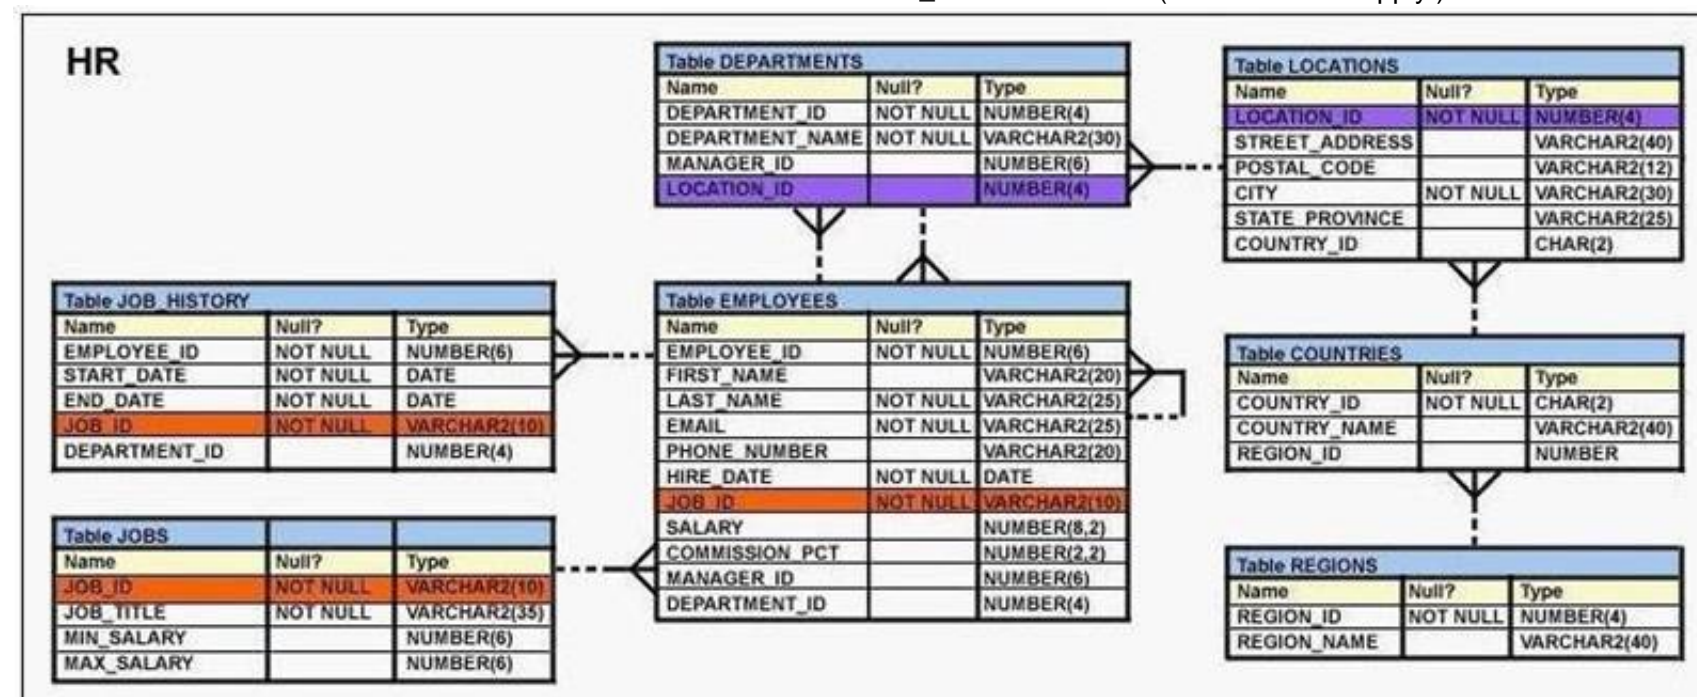 HR
Table DEPARTMENTS
Name Null? Type
DEPARTMENT_ID NOT NULL NUMBER(4)
DEPARTMENT_NAME NOT NULL VARCHAR2(30)
MANAGER_ID NUMBER(6)
LOCATION_ID NUMBER(4)
Table LOCATIONS
Name Null? Type
LOCATION_ID NOT NULL NUMBER(4)
STREET_ADDRESS VARCHAR2(40)
POSTAL_CODE VARCHAR2(12)
CITY NOT NULL VARCHAR2(30)
STATE_PROVINCE VARCHAR2(25)
COUNTRY_ID CHAR(2)
Table JOB_HISTORY
Name Null? Type
EMPLOYEE_ID NOT NULL NUMBER(6)
START_DATE NOT NULL DATE
END_DATE NOT NULL DATE
JOB_ID NOT NULL VARCHAR2(10)
DEPARTMENT_ID NUMBER(4)
Table EMPLOYEES
Name Null? Type
EMPLOYEE_ID NOT NULL NUMBER(6)
FIRST_NAME VARCHAR2(20)
LAST_NAME NOT NULL VARCHAR2(25)
EMAIL NOT NULL VARCHAR2(25)
PHONE_NUMBER VARCHAR2(20)
HIRE_DATE NOT NULL DATE
JOB_ID NOT NULL VARCHAR2(10)
SALARY NUMBER(8,2)
COMMISSION_PCT NUMBER(2,2)
MANAGER_ID NUMBER(6)
DEPARTMENT_ID NUMBER(4)
Table COUNTRIES
Name Null? Type
COUNTRY_ID NOT NULL CHAR(2)
COUNTRY_NAME VARCHAR2(40)
REGION_ID NUMBER
Table JOBS
Name Null? Type
JOB_ID NOT NULL VARCHAR2(10)
JOB_TITLE NOT NULL VARCHAR2(35)
MIN_SALARY NUMBER(6)
MAX_SALARY NUMBER(6)
Table REGIONS
Name Null? Type
REGION_ID NOT NULL NUMBER(4)
REGION_NAME VARCHAR2(40)